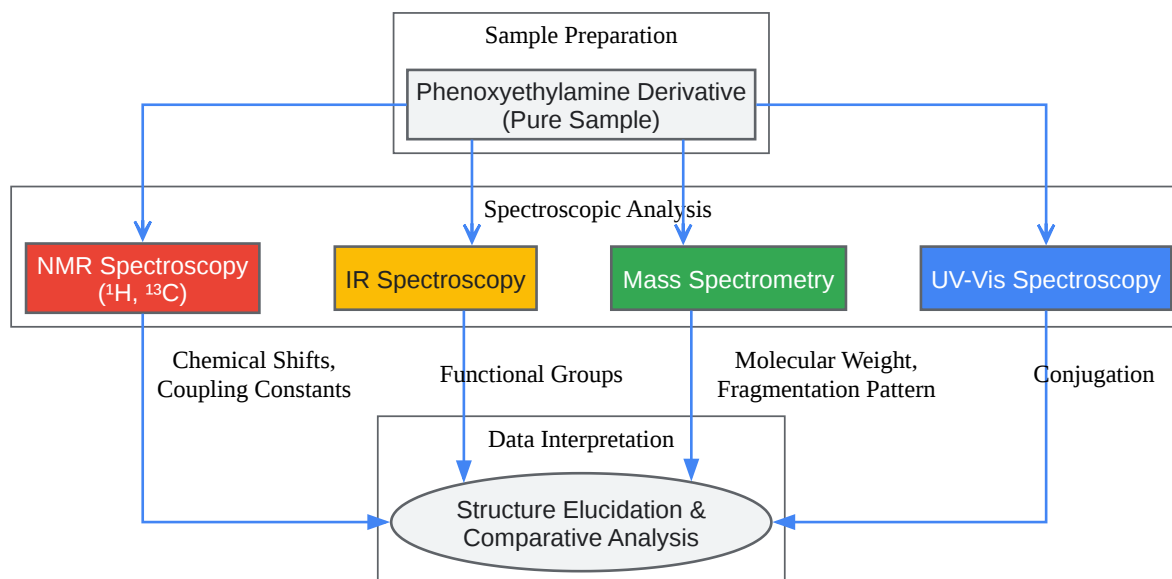 Sample Preparation
Phenoxyethylamine Derivative
(Pure Sample)
Spectroscopic Analysis
NMR Spectroscopy
(¹H, ¹³C)
IR Spectroscopy
Mass Spectrometry
UV-Vis Spectroscopy
Chemical Shifts,
Coupling Constants
Functional Groups
Molecular Weight,
Fragmentation Pattern
Conjugation
Data Interpretation
Structure Elucidation &
Comparative Analysis